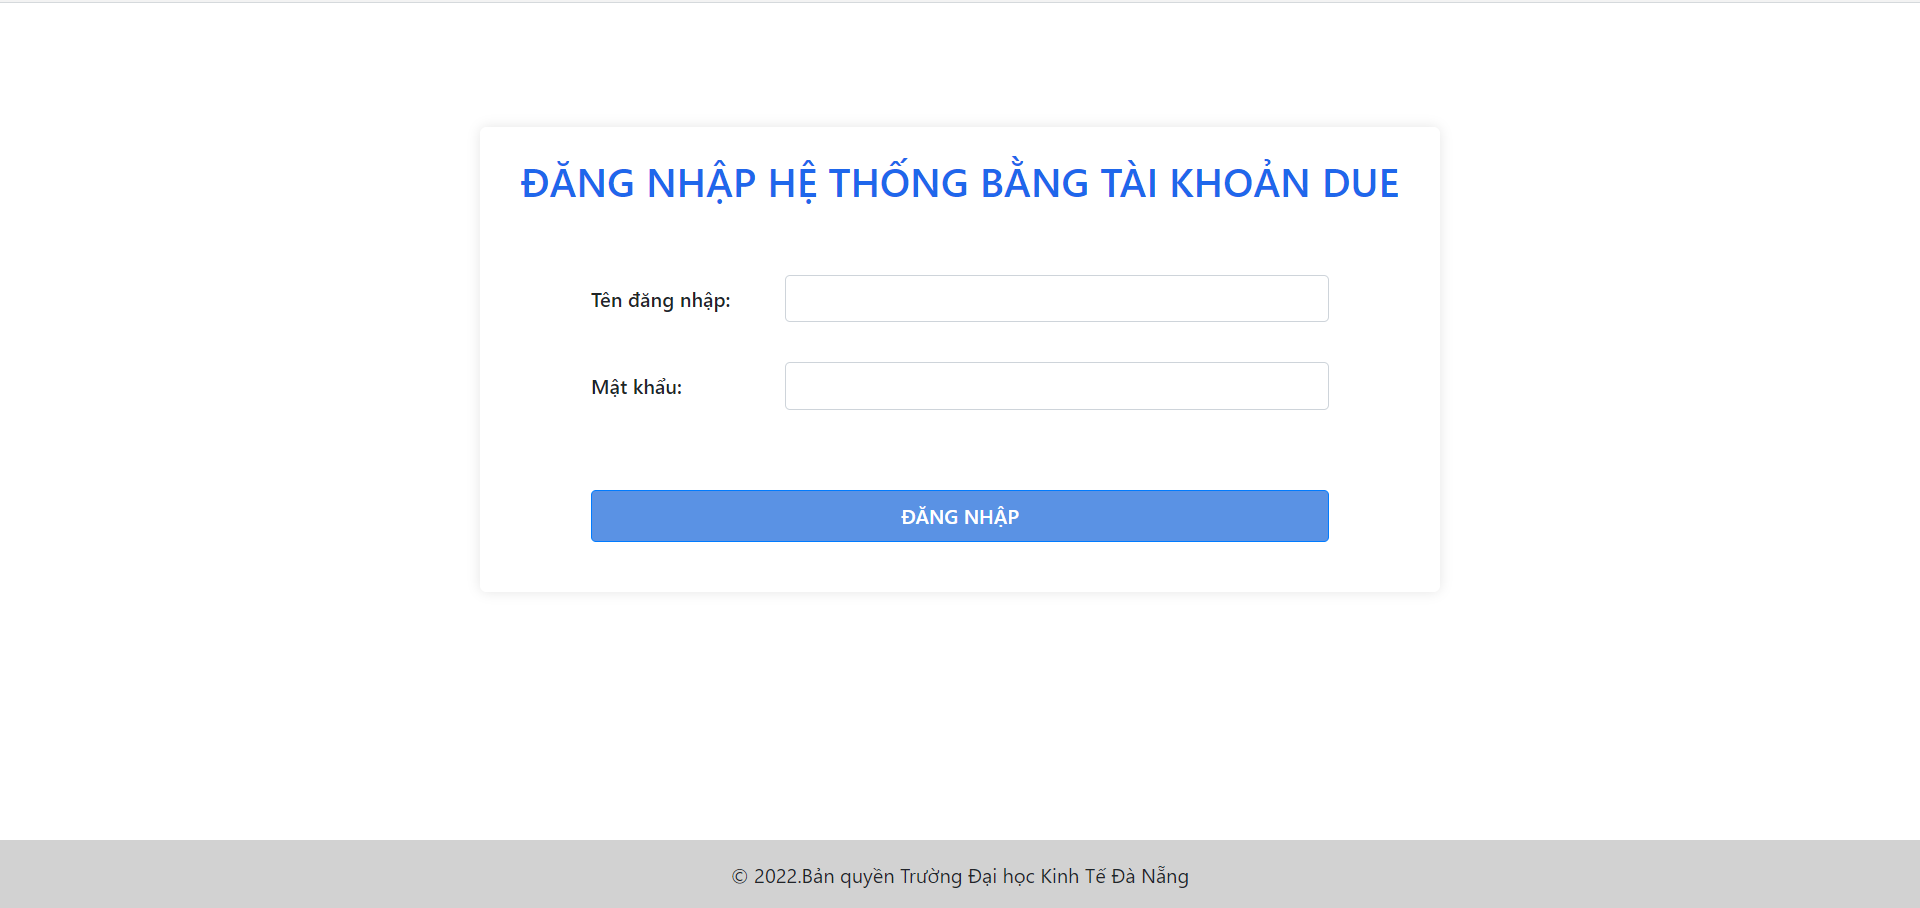 ĐĂNG NHẬP HỆ THỐNG BẰNG TÀI KHOẢN DUE
Tên đăng nhập:
Mật khẩu:
ĐĂNG NHẬP
© 2022.Bản quyền Trường Đại học Kinh Tế Đà Nẵng